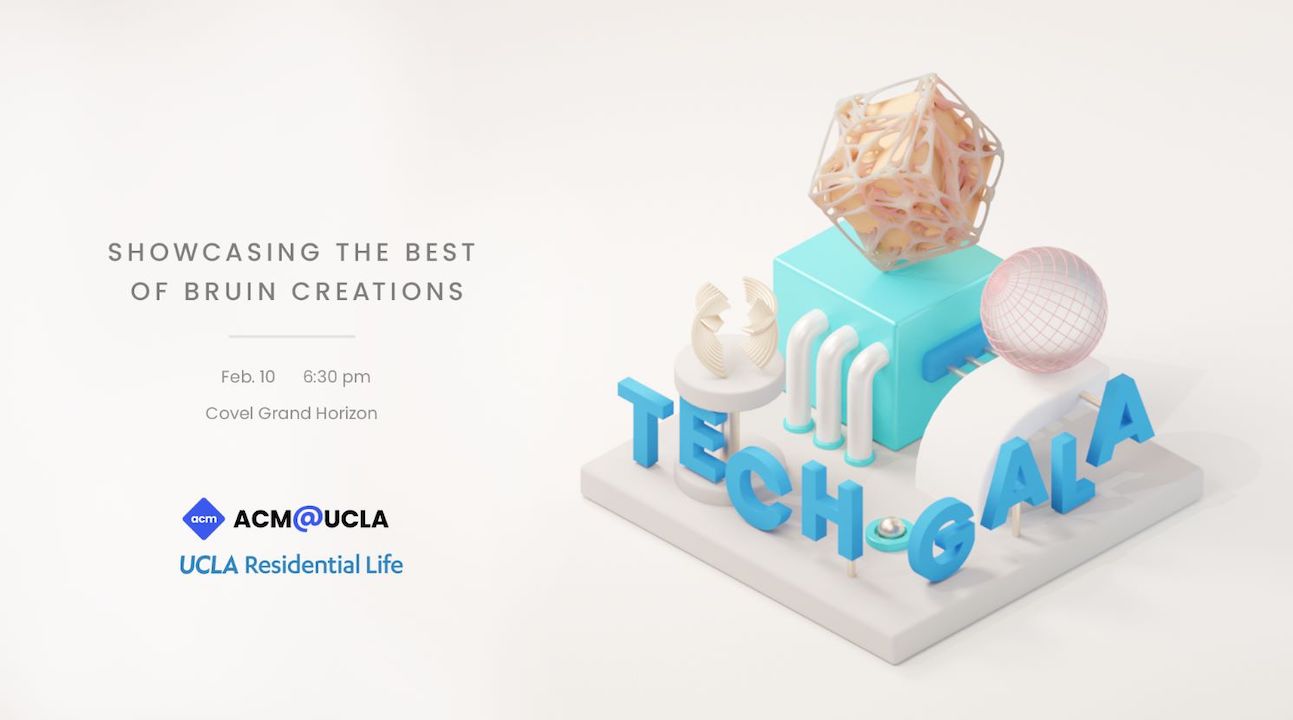 SHOWCASING THE BEST
OF BRUIN CREATIONS
Feb. 10 6:30 pm
Covel Grand Horizon
acm ACM@UCLA
UCLA Residential Life
TECH GALA